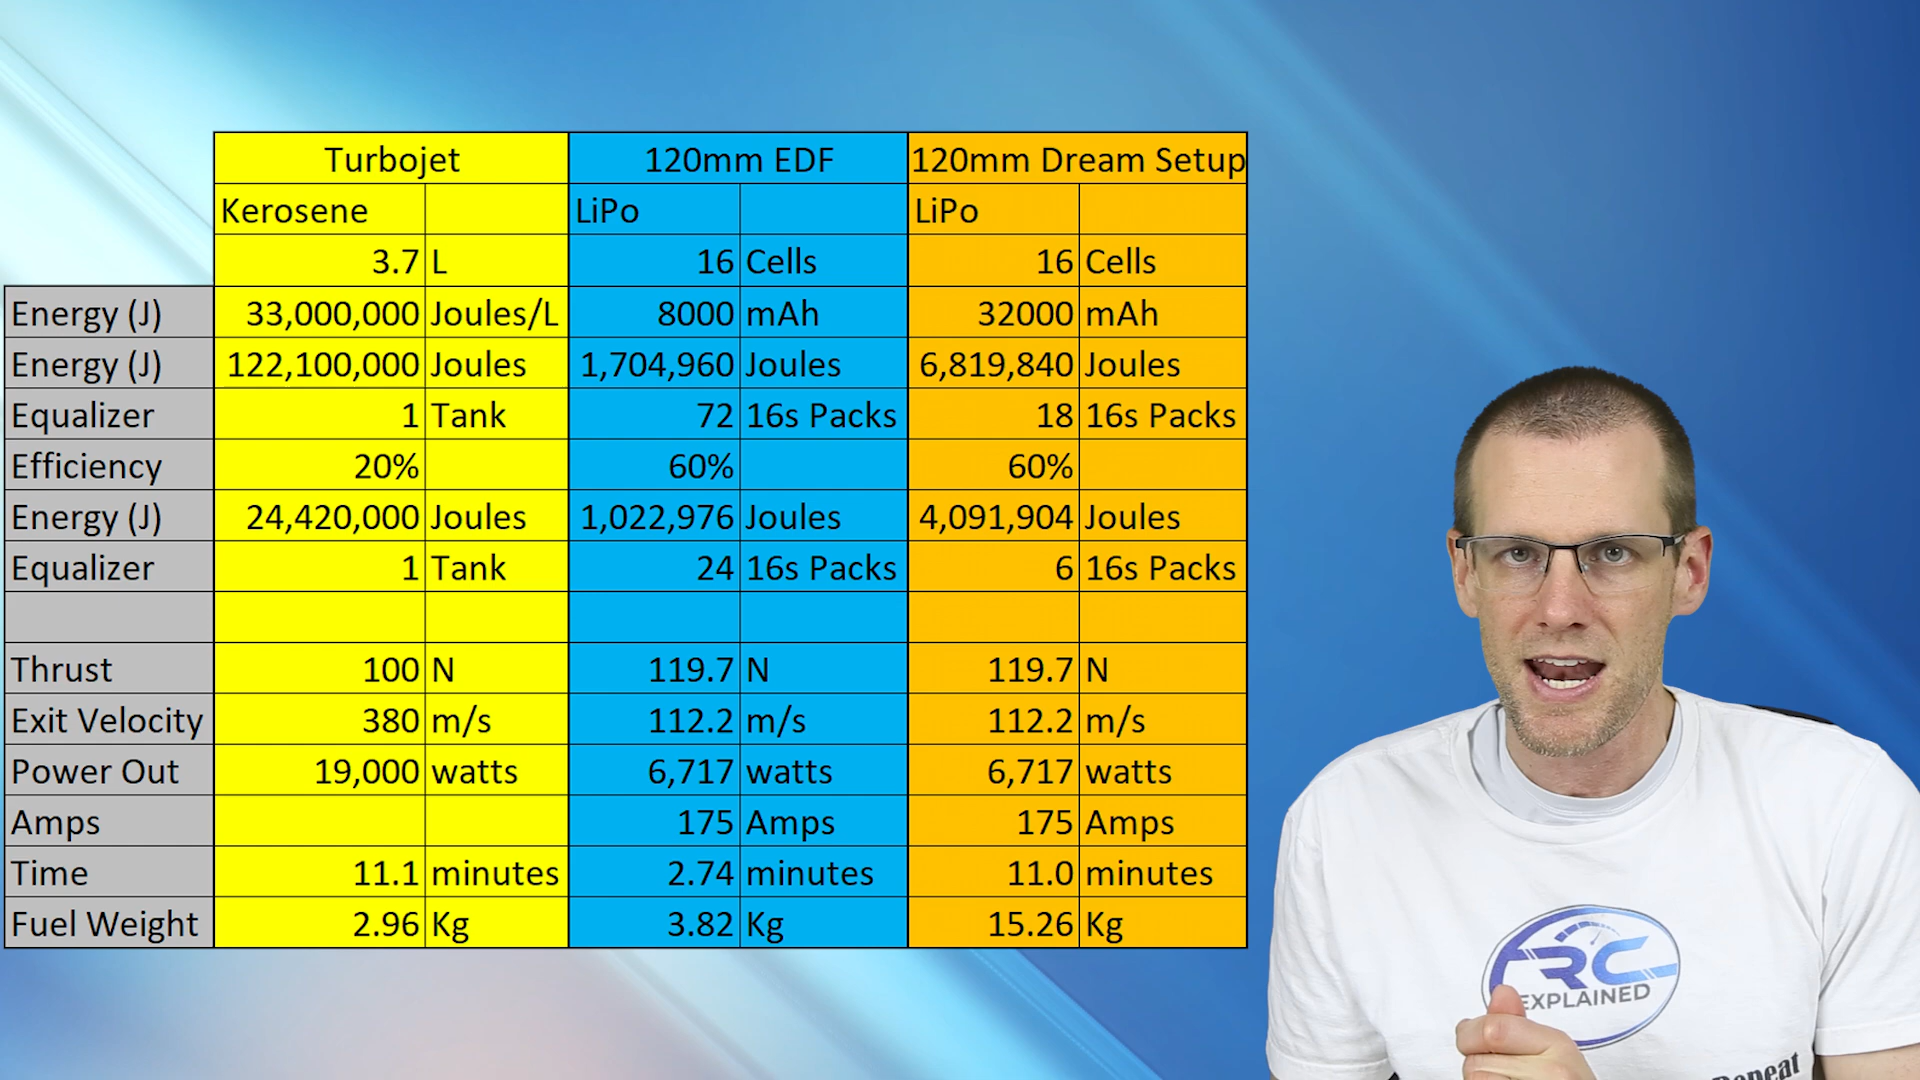 Turbojet 120mm EDF 120mm Dream Setup
Kerosene LiPo LiPo
3.7 L 16 Cells 16 Cells
Energy (J) 33,000,000 Joules/L 8000 mAh 32000 mAh
Energy (J) 122,100,000 Joules 1,704,960 Joules 6,819,840 Joules
Equalizer 1 Tank 72 16s Packs 18 16s Packs
Efficiency 20% 60% 60%
Energy (J) 24,420,000 Joules 1,022,976 Joules 4,091,904 Joules
Equalizer 1 Tank 24 16s Packs 6 16s Packs
Thrust 100 N 119.7 N 119.7 N
Exit Velocity 380 m/s 112.2 m/s 112.2 m/s
Power Out 19,000 watts 6,717 watts 6,717 watts
Amps 175 Amps 175 Amps
Time 11.1 minutes 2.74 minutes 11.0 minutes
Fuel Weight 2.96 Kg 3.82 Kg 15.26 Kg
RC
EXPLAINED
Repeat